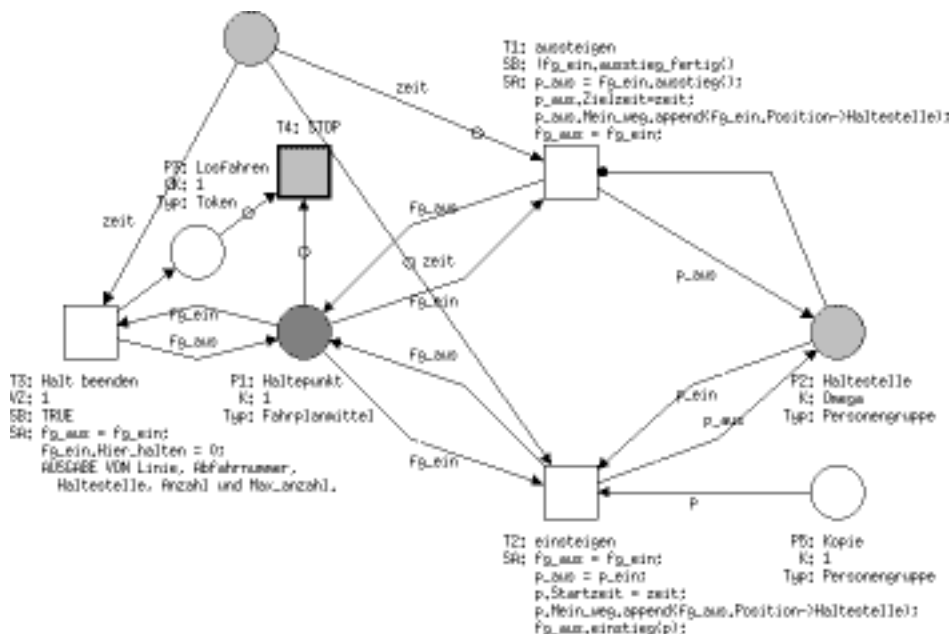 T1: aussteigen
SB: !fg_ein.ausstieg_fertig()
SA: p_aus = fg_ein.ausstieg();
p_aus.Zielzeit=zeit;
p_aus.Mein_weg.append(fg_ein.Position->Haltestelle);
fg_aus = fg_ein;
zeit
T4: STOP
P3: Losfahren
K: 1
Typ: Token
zeit
fg_aus
zeit
p_aus
fg_ein
fg_ein
fg_aus
fg_aus
T3: Halt beenden
VZ: 1
SB: TRUE
SA: fg_aus = fg_ein;
fg_ein.Hier_halten = 0;
AUSGABE VON Linie, Abfahrnummer,
Haltestelle, Anzahl und Max_anzahl.
P1: Haltepunkt
K: 1
Typ: Fahrplanmittel
P2: Haltestelle
K: Omega
Typ: Personengruppe
p_ein
p_aus
fg_ein
p
T2: einsteigen
SA: fg_aus = fg_ein;
p_aus = p_ein;
p.Startzeit = zeit;
p.Mein_weg.append(fg_aus.Position->Haltestelle);
fg_aus.einstieg(p);
P5: Kopie
K: 1
Typ: Personengruppe